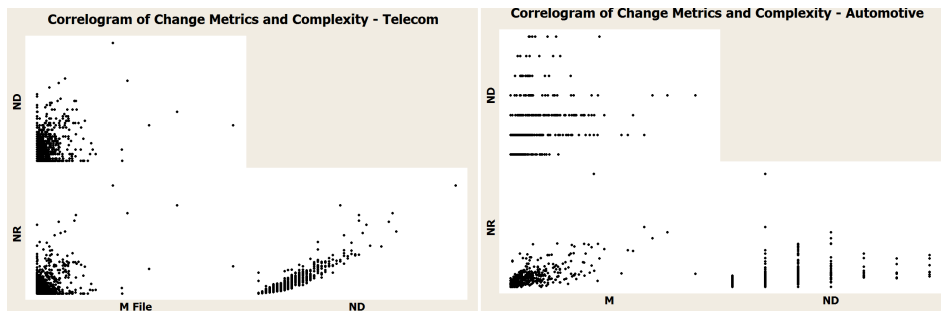 Correlogram of Change Metrics and Complexity - Telecom
ND
NR
M File
ND
Correlogram of Change Metrics and Complexity - Automotive
ND
NR
M
ND